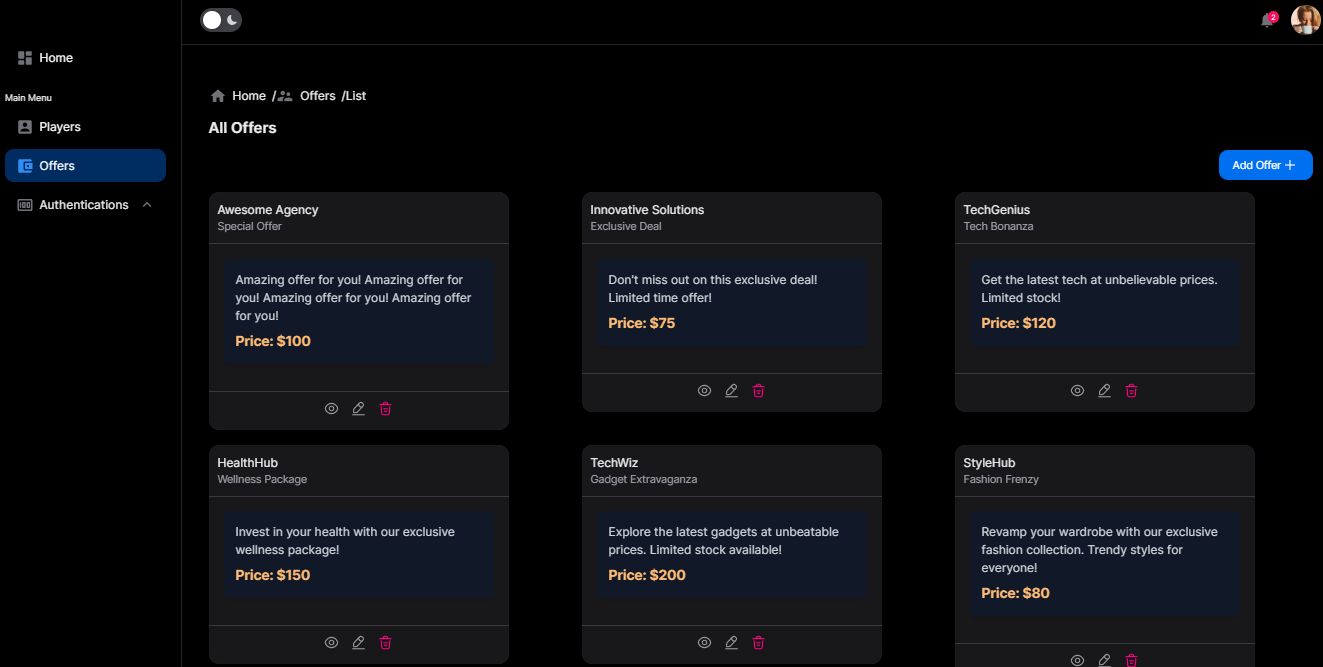 2
Home
Main Menu
Players
Offers
Authentications
Home / Offers /List
All Offers
Add Offer +
Awesome Agency
Special Offer
Amazing offer for you! Amazing offer for
you! Amazing offer for you! Amazing offer
for you!
Price: $100
Innovative Solutions
Exclusive Deal
Don't miss out on this exclusive deal!
Limited time offer!
Price: $75
TechGenius
Tech Bonanza
Get the latest tech at unbelievable prices.
Limited stock!
Price: $120
HealthHub
Wellness Package
Invest in your health with our exclusive
wellness package!
Price: $150
TechWiz
Gadget Extravaganza
Explore the latest gadgets at unbeatable
prices. Limited stock available!
Price: $200
StyleHub
Fashion Frenzy
Revamp your wardrobe with our exclusive
fashion collection. Trendy styles for
everyone!
Price: $80